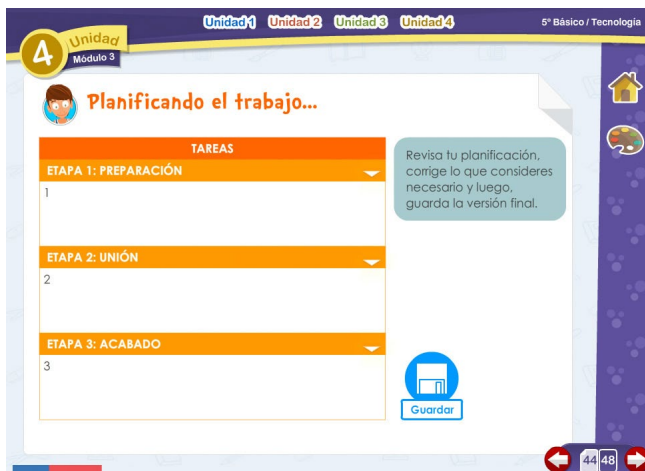 Unidad 1 Unidad 2 Unidad 3 Unidad 4
5º Básico / Tecnología
4 Unidad
Módulo 3
Planificando el trabajo...
TAREAS
ETAPA 1: PREPARACIÓN
1
ETAPA 2: UNIÓN
2
ETAPA 3: ACABADO
3
Revisa tu planificación,
corrige lo que consideres
necesario y luego,
guarda la versión final.
Guardar
44 48